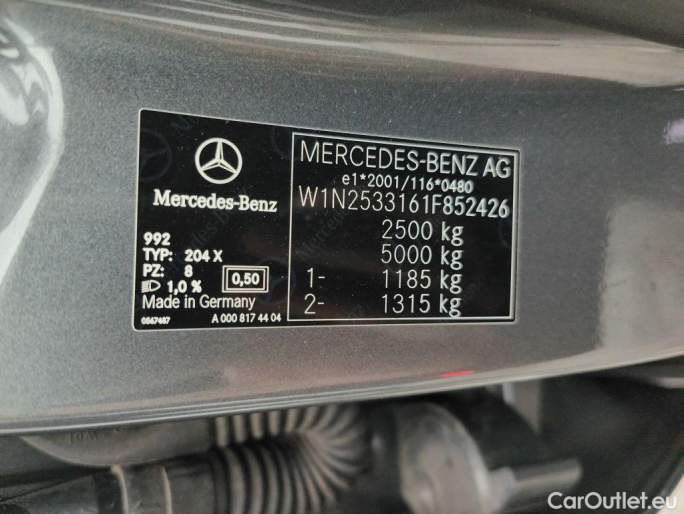 Mercedes-Benz
992
TYP: 204 X
PZ: 8
1,0 %
0,50
Made in Germany
0567487
A 000 817 44 04
MERCEDES-BENZ AG
e1*2001/116*0480
W1N2533161F852426
2500 kg
5000 kg
1- 1185 kg
2- 1315 kg
CarOutlet.eu